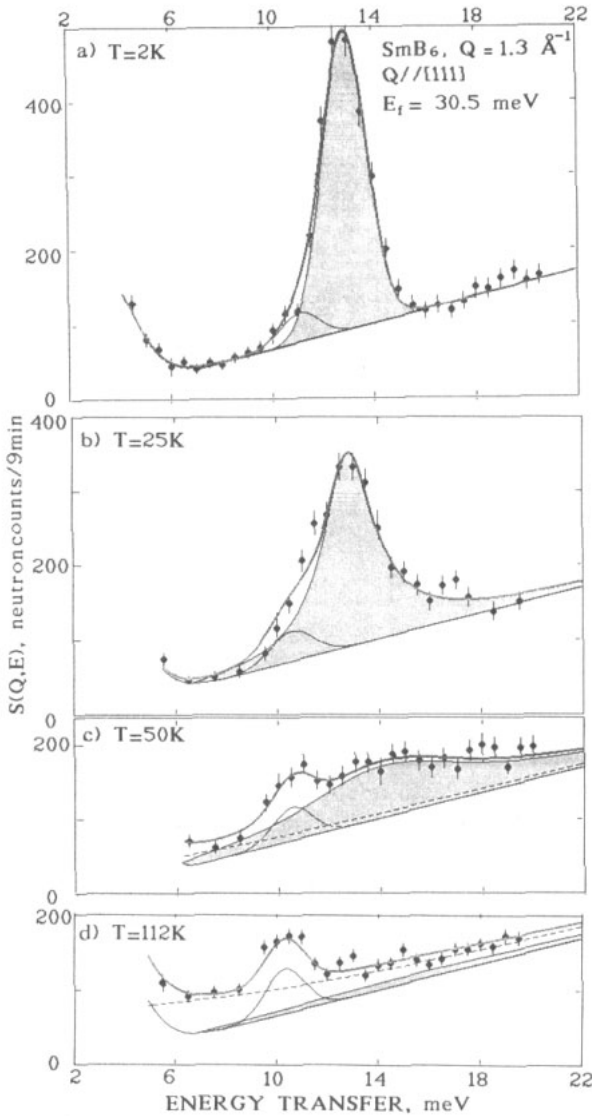 2 6 10 14 18 22
a) T=2K
SmB6, Q = 1.3 Å-1
Q//[111]
Ef = 30.5 meV
400
200
0
400
b) T=25K
200
0
c) T=50K
200
0
d) T=112K
200
0
2 6 10 14 18 22
S(Q,E), neutroncounts/9min
ENERGY TRANSFER, meV